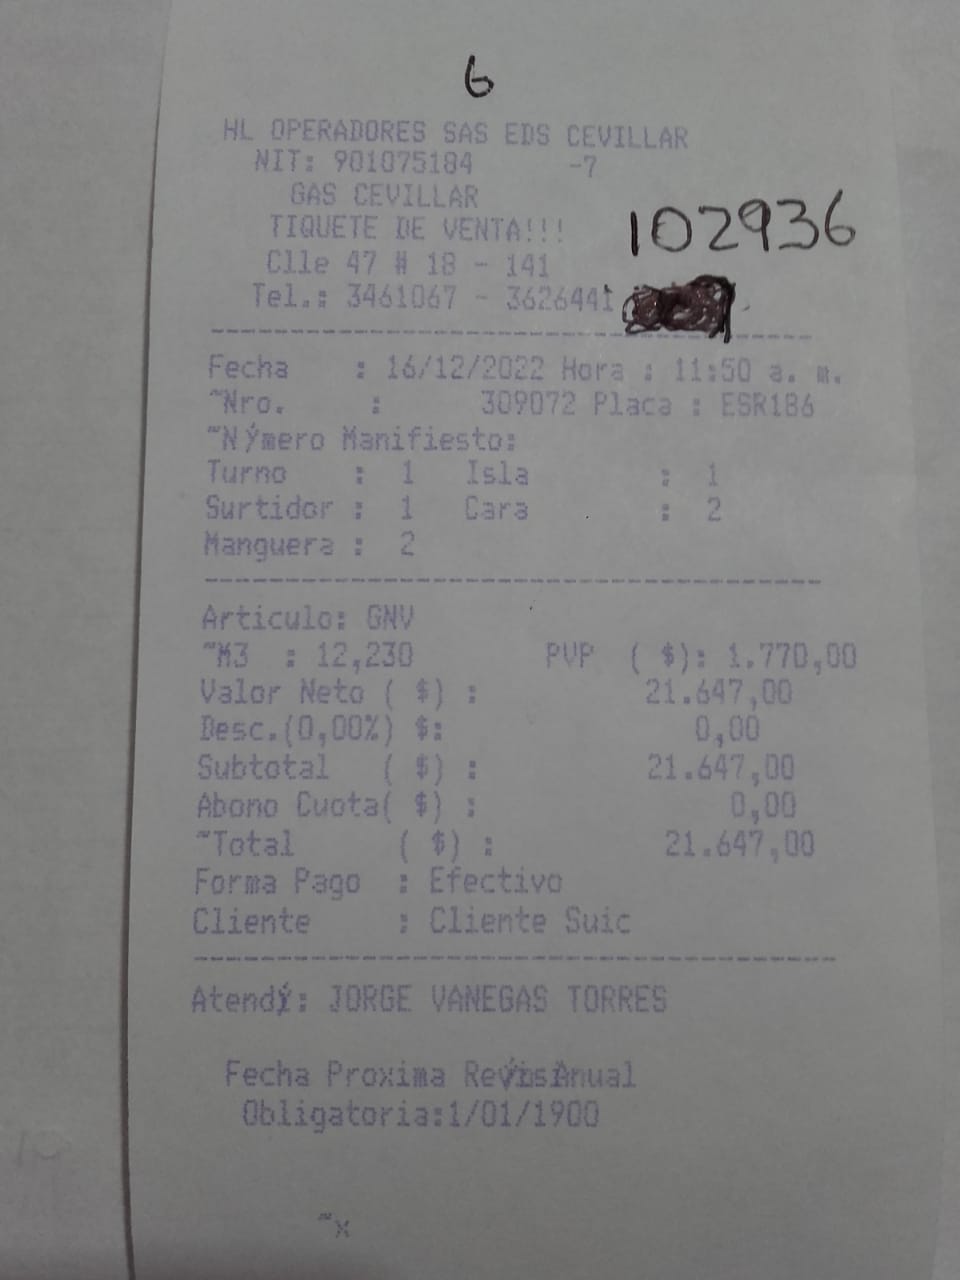 6
HL OPERADORES SAS EDS CEVILLAR
NIT: 901075184 -7
GAS CEVILLAR
TIQUETE DE VENTA!!!
102936
Clle 47 # 18 - 141
Tel.: 3461067 - 3626441
Fecha : 16/12/2022 Hora : 11:50 a. m.
~Nro. : 309072 Placa : ESR186
~NÝmero Manifiesto:
Turno : 1 Isla : 1
Surtidor : 1 Cara : 2
Manguera : 2
Articulo: GNV
~M3 : 12,230 PVP ( $): 1.770,00
Valor Neto ( $) : 21.647,00
Desc.(0,00%) $: 0,00
Subtotal ( $) : 21.647,00
Abono Cuota( $) : 0,00
~Total ( $) : 21.647,00
Forma Pago : Efectivo
Cliente : Cliente Suic
AtendÝ: JORGE VANEGAS TORRES
Fecha Proxima Anual
Obligatoria:1/01/1900
~x